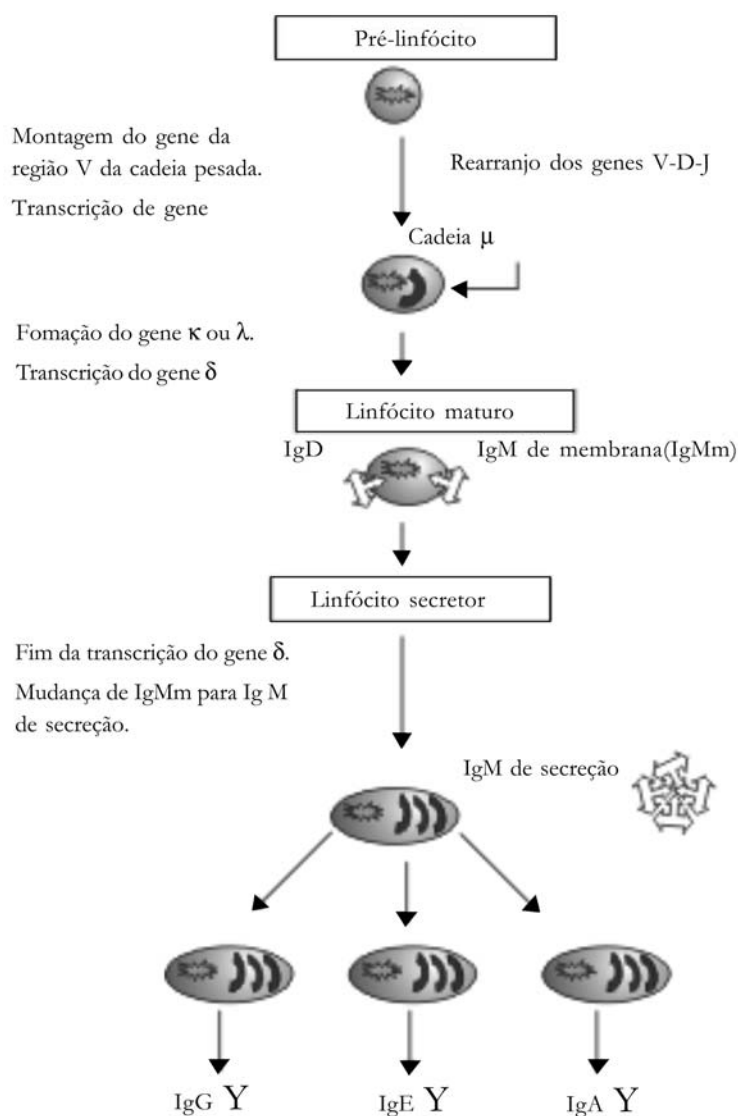 Pré-linfócito
Montagem do gene da
região V da cadeia pesada.
Transcrição de gene
Rearranjo dos genes V-D-J
Cadeia μ
Fomação do gene κ ou λ.
Transcrição do gene δ
Linfócito maturo
IgD
IgM de membrana(IgMm)
Linfócito secretor
Fim da transcrição do gene δ.
Mudança de IgMm para Ig M
de secreção.
IgM de secreção
IgG Y
IgE Y
IgA Y